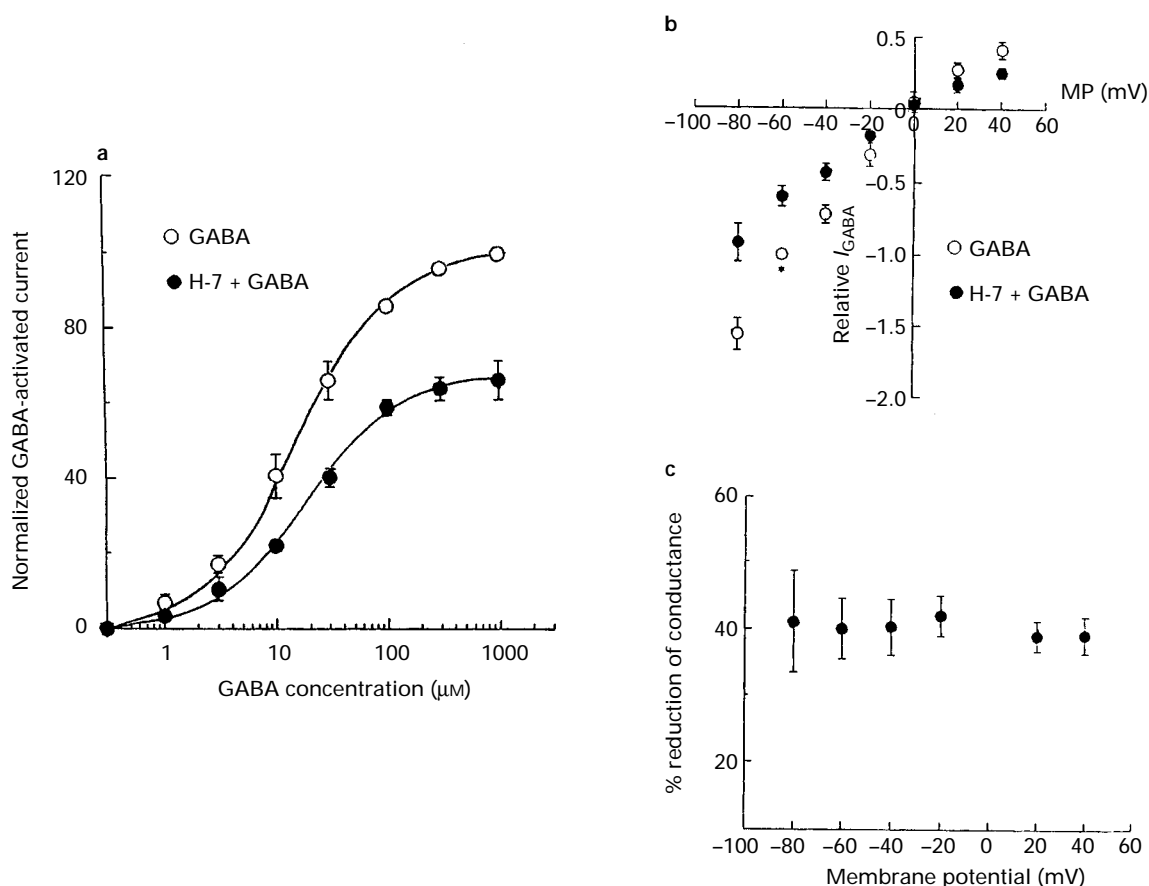 a
120
80
40
0
Normalized GABA-activated current
GABA
H-7 + GABA
1 10 100 1000
GABA concentration (μM)
b
0.5
MP (mV)
−100 −80 −60 −40 −20 0 20 40 60
0
−0.5
−1.0
−1.5
−2.0
Relative I_GABA
*
GABA
H-7 + GABA
c
60
40
20
% reduction of conductance
−100 −80 −60 −40 −20 0 20 40 60
Membrane potential (mV)